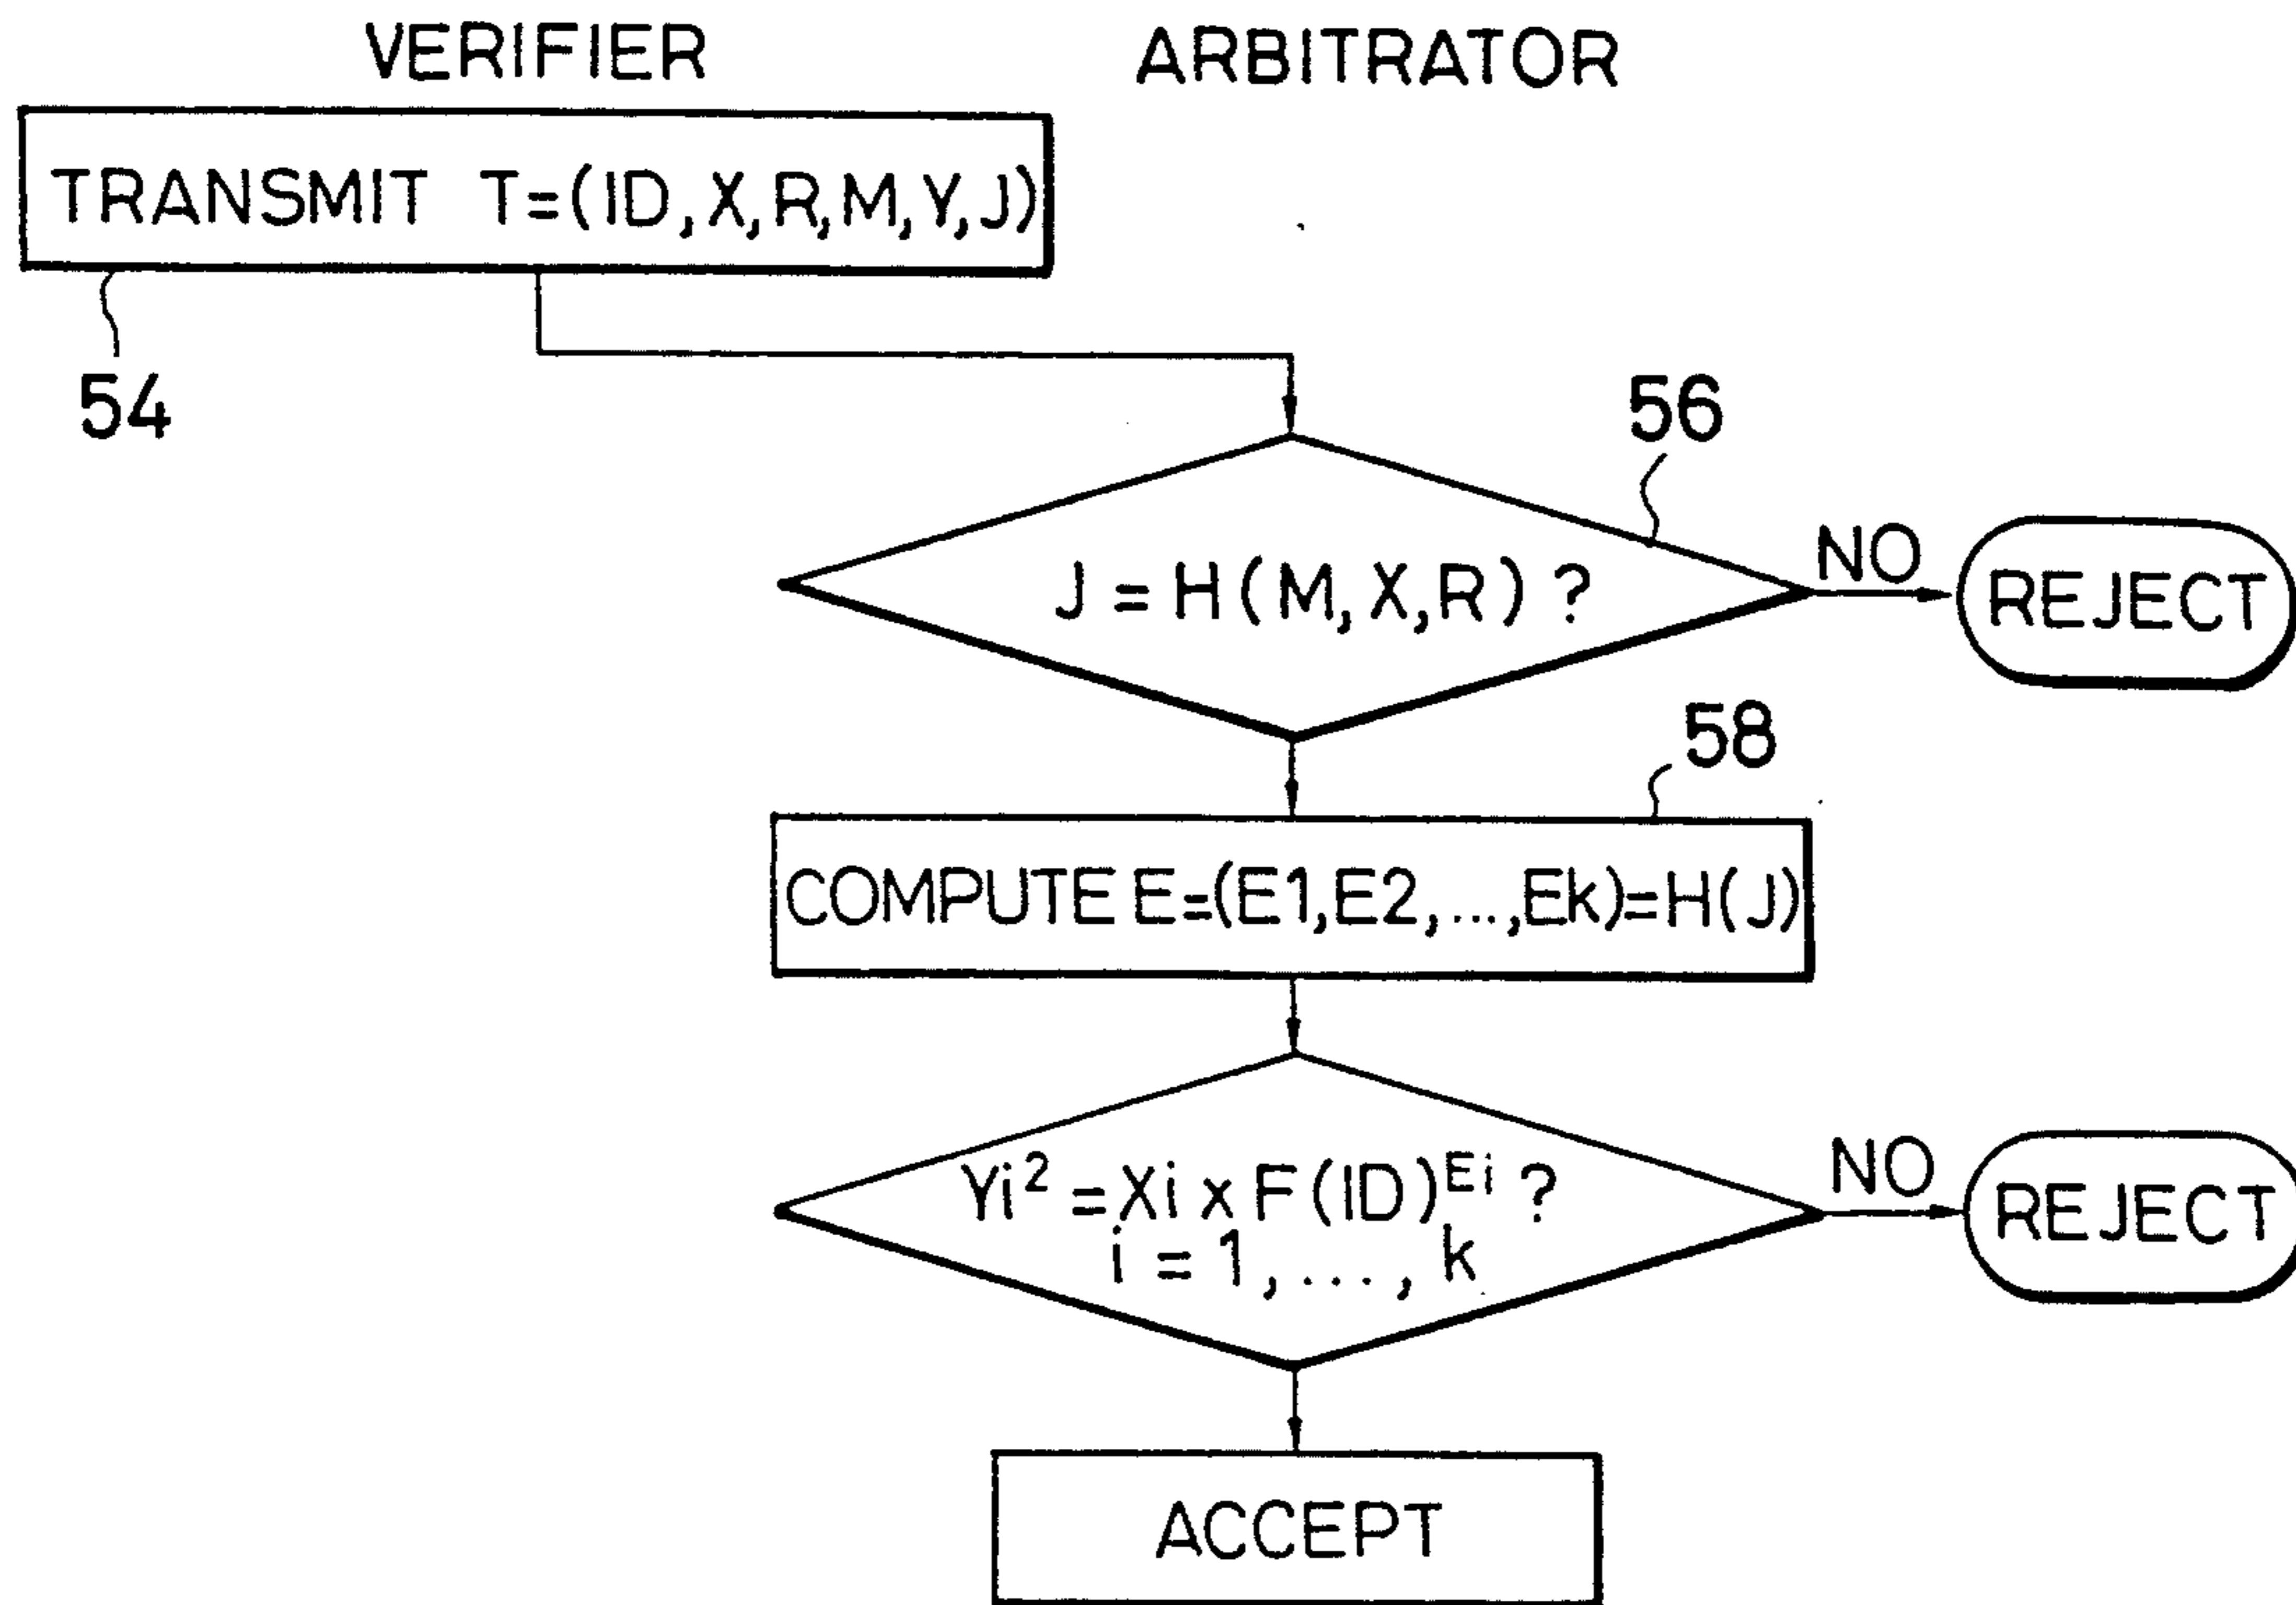 VERIFIER ARBITRATOR
TRANSMIT T=(ID,X,R,M,Y,J)
54
56
J = H(M,X,R) ?
NO
REJECT
58
COMPUTE E=(E1,E2,...,Ek)=H(J)
Yi² = Xi x F(ID)^Ei ?
i = 1, ..., k
NO
REJECT
ACCEPT